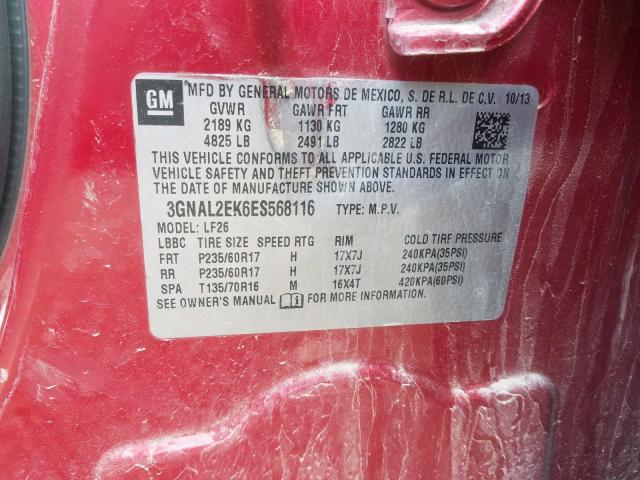 GM
MFD BY GENERAL MOTORS DE MEXICO, S. DE R.L. DE C.V. 10/13
GVWR GAWR FRT GAWR RR
2189 KG 1130 KG 1280 KG
4825 LB 2491 LB 2822 LB
THIS VEHICLE CONFORMS TO ALL APPLICABLE U.S. FEDERAL MOTOR
VEHICLE SAFETY AND THEFT PREVENTION STANDARDS IN EFFECT ON
THE DATE OF MANUFACTURE SHOWN ABOVE.
3GNAL2EK6ES568116 TYPE: M.P.V.
MODEL: LF26
LBBC TIRE SIZE SPEED RTG RIM COLD TIRE PRESSURE
FRT P235/60R17 H 17X7J 240KPA(35PSI)
RR P235/60R17 H 17X7J 240KPA(35PSI)
SPA T135/70R16 M 16X4T 420KPA(60PSI)
SEE OWNER'S MANUAL FOR MORE INFORMATION.